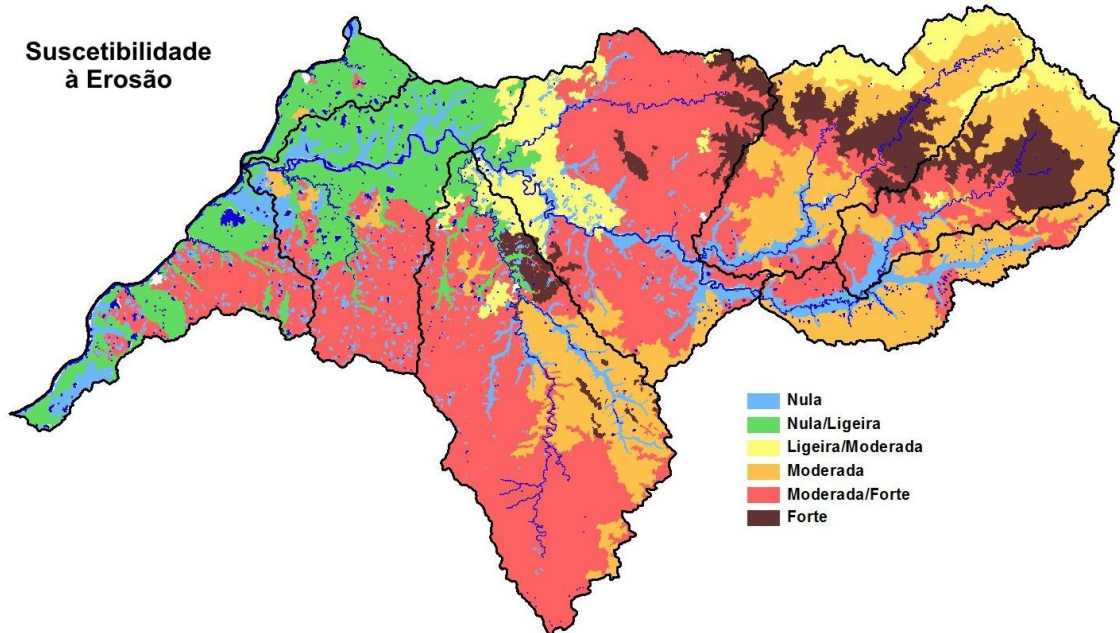 Suscetibilidade
à Erosão
Nula
Nula/Ligeira
Ligeira/Moderada
Moderada
Moderada/Forte
Forte